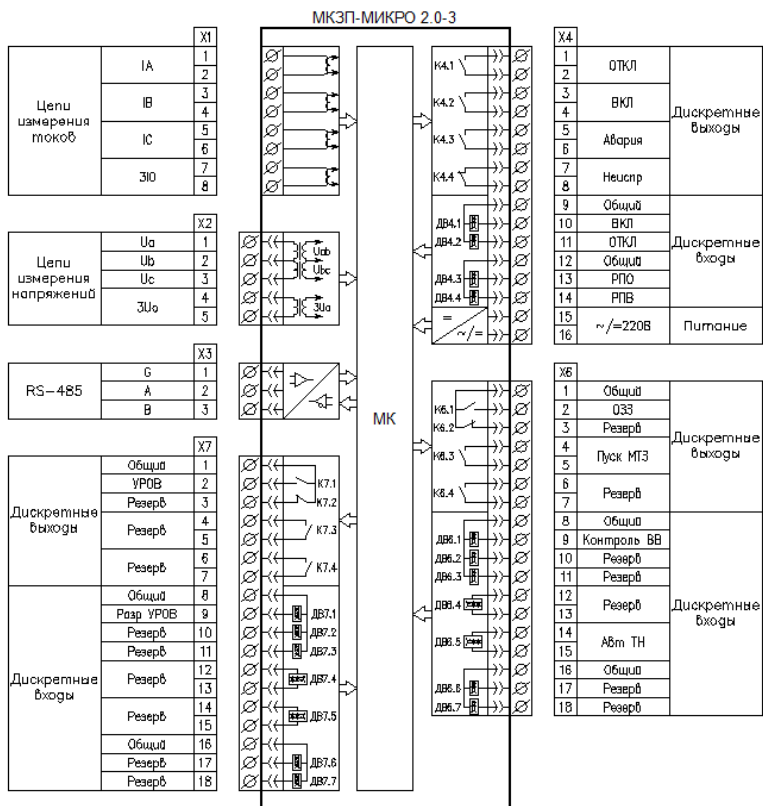 МКЗП-МИКРО 2.0-3
X1
Цепи измерения токов
IA
1
2
IB
3
4
IC
5
6
3I0
7
8
X2
Цепи измерения напряжений
Ua
1
Ub
2
Uc
3
3Uo
4
5
Uab
Ubc
3Uo
X3
RS-485
G
1
A
2
B
3
X7
Дискретные выходы
Общий
1
УРОВ
2
Резерв
3
Резерв
4
5
Резерв
6
7
K7.1
K7.2
K7.3
K7.4
Дискретные входы
Общий
8
Разр УРОВ
9
Резерв
10
Резерв
11
Резерв
12
13
Резерв
14
15
Общий
16
Резерв
17
Резерв
18
ДВ7.1
ДВ7.2
ДВ7.3
ДВ7.4
ДВ7.5
ДВ7.6
ДВ7.7
МК
X4
K4.1
1
2
ОТКЛ
K4.2
3
4
ВКЛ
K4.3
5
6
Авария
K4.4
7
8
Неиспр
Дискретные выходы
9
Общий
ДВ4.1
10
ВКЛ
ДВ4.2
11
ОТКЛ
12
Общий
ДВ4.3
13
РПО
ДВ4.4
14
РПВ
Дискретные входы
=
~/=
15
16
~/=220В
Питание
X6
1
Общий
K6.1
2
ОЗЗ
K6.2
3
Резерв
K6.3
4
5
Пуск МТЗ
K6.4
6
7
Резерв
Дискретные выходы
8
Общий
ДВ6.1
9
Контроль ВВ
ДВ6.2
10
Резерв
ДВ6.3
11
Резерв
ДВ6.4
12
13
Резерв
ДВ6.5
14
15
Авт ТН
16
Общий
ДВ6.6
17
Резерв
ДВ6.7
18
Резерв
Дискретные входы